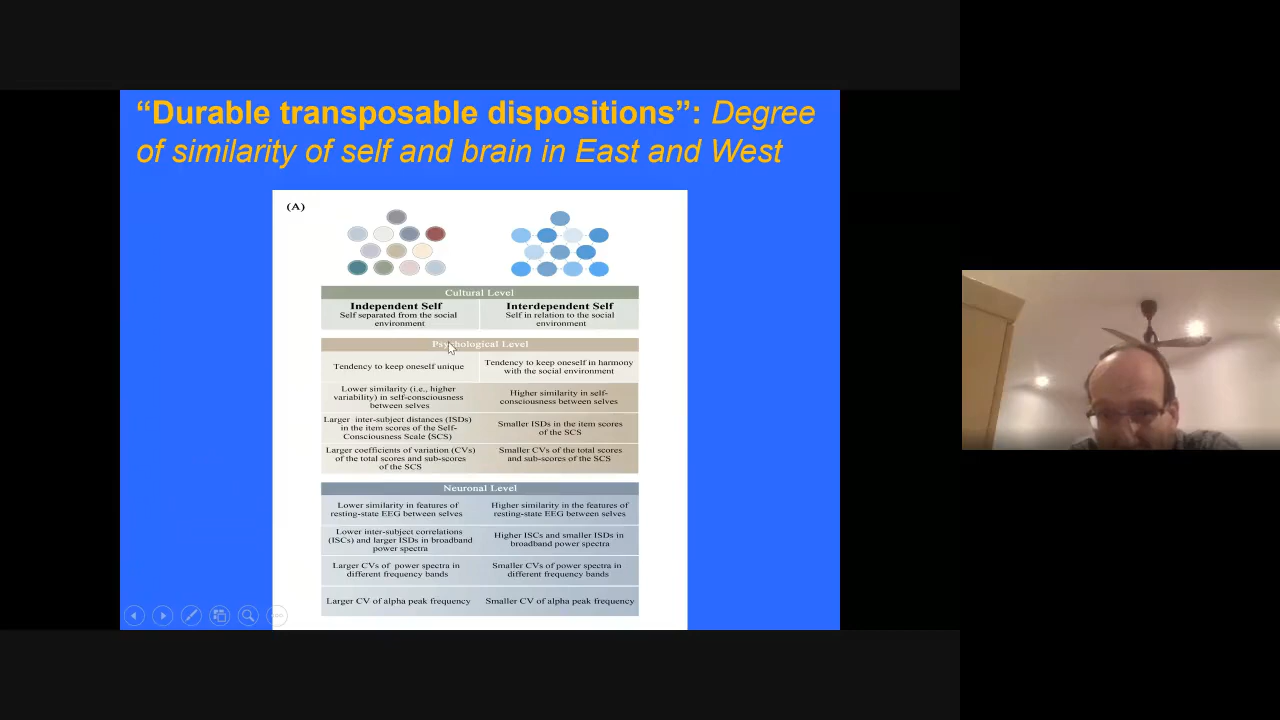 “Durable transposable dispositions”: Degree
of similarity of self and brain in East and West
(A)
Cultural Level
Independent Self
Self separated from the social
environment
Interdependent Self
Self in relation to the social
environment
Psychological Level
Tendency to keep oneself unique
Tendency to keep oneself in harmony
with the social environment
Lower similarity (i.e., higher
variability) in self-consciousness
between selves
Higher similarity in self-
consciousness between selves
Larger inter-subject distances (ISDs)
in the item scores of the Self-
Consciousness Scale (SCS)
Smaller ISDs in the item scores
of the SCS
Larger coefficients of variation (CVs)
of the total scores and sub-scores
of the SCS
Smaller CVs of the total scores
and sub-scores of the SCS
Neuronal Level
Lower similarity in features of
resting-state EEG between selves
Higher similarity in the features of
resting-state EEG between selves
Lower inter-subject correlations
(ISCs) and larger ISDs in broadband
power spectra
Higher ISCs and smaller ISDs in
broadband power spectra
Larger CVs of power spectra in
different frequency bands
Smaller CVs of power spectra in
different frequency bands
Larger CV of alpha peak frequency
Smaller CV of alpha peak frequency